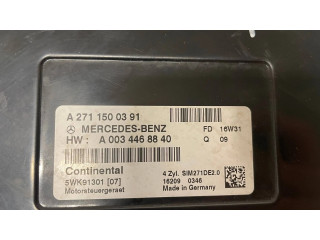 A 271 150 03 91
MERCEDES-BENZ FD 16W31
HW : A 003 446 88 40 Q 09
Continental 4 Zyl. SIM271DE2.0
5WK91301 [07] 16209 0346
Motorsteuergeraet Made in Germany